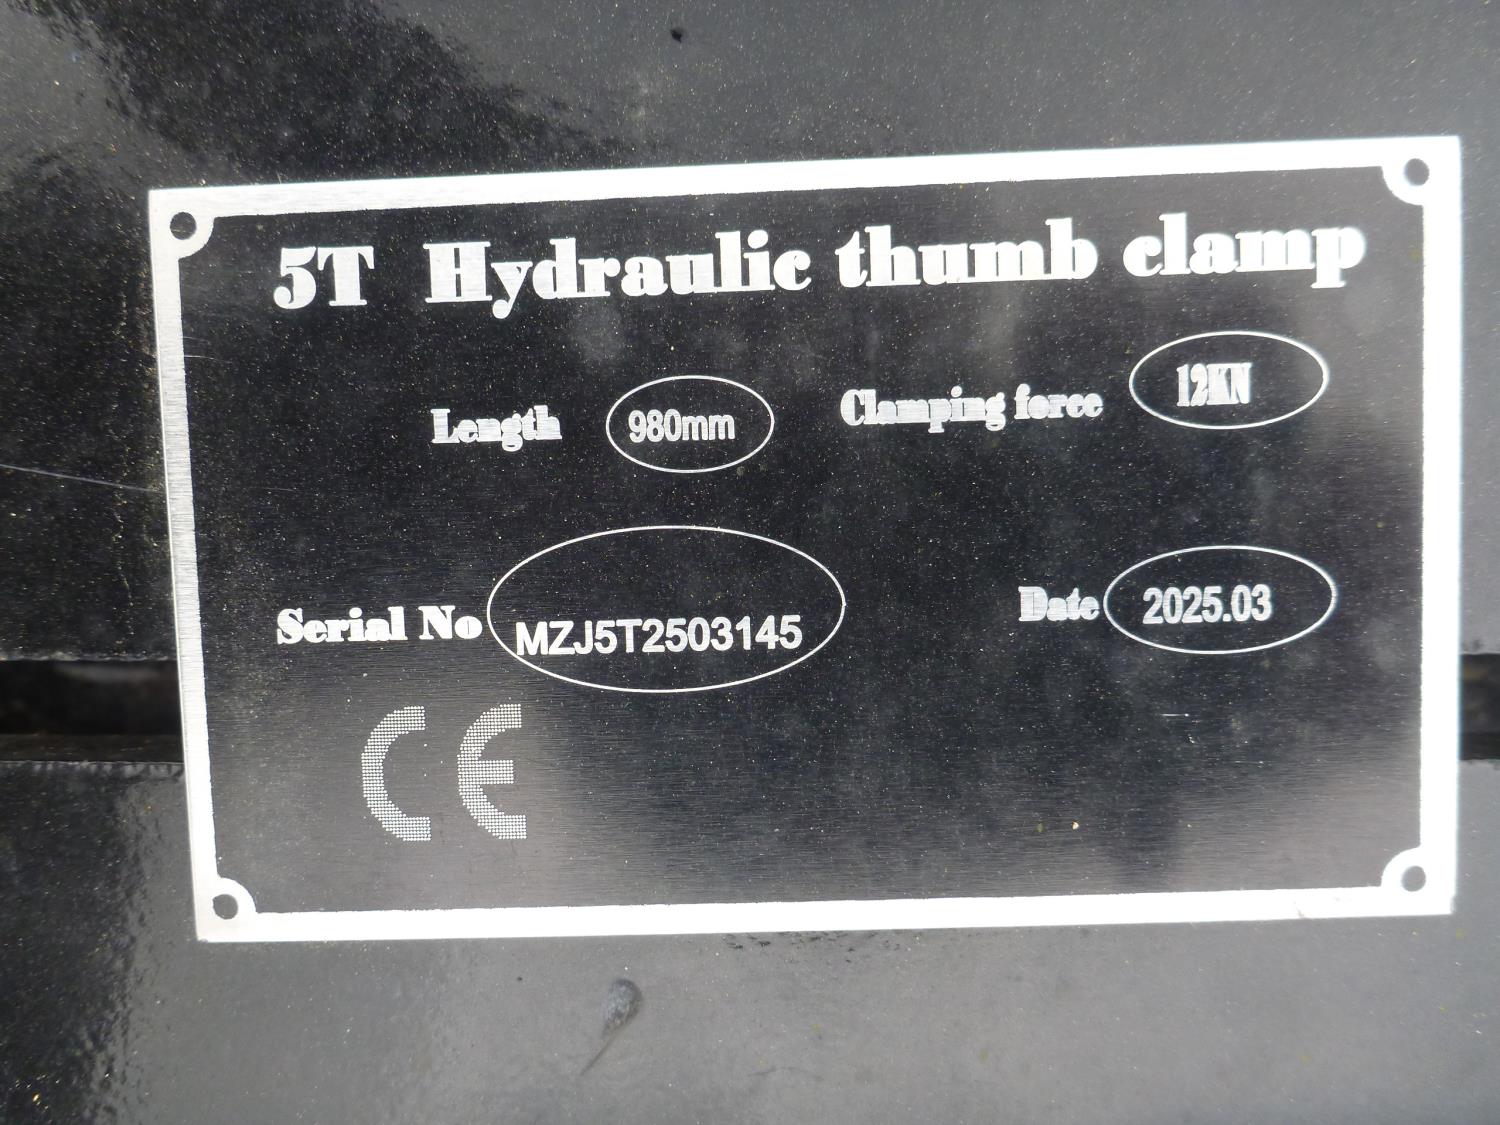 5T Hydraulic thumb clamp
Length 980mm Clamping force 12KN
Serial No MZJ5T2503145 Date 2025.03
CE